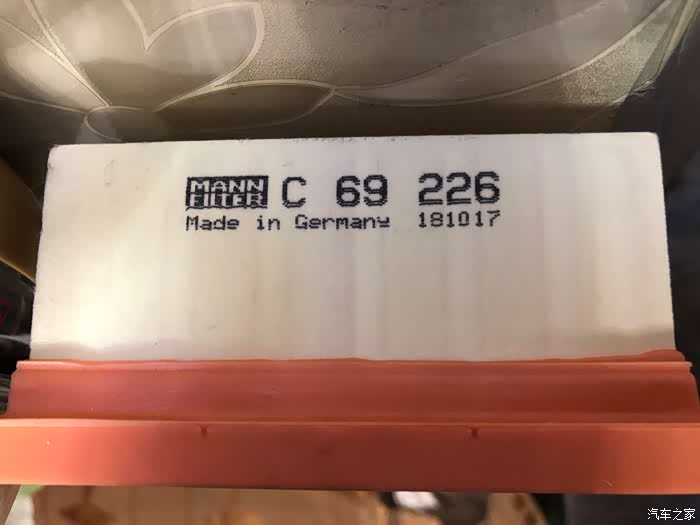 MANN FILTER C 69 226
Made in Germany 181017
汽车之家